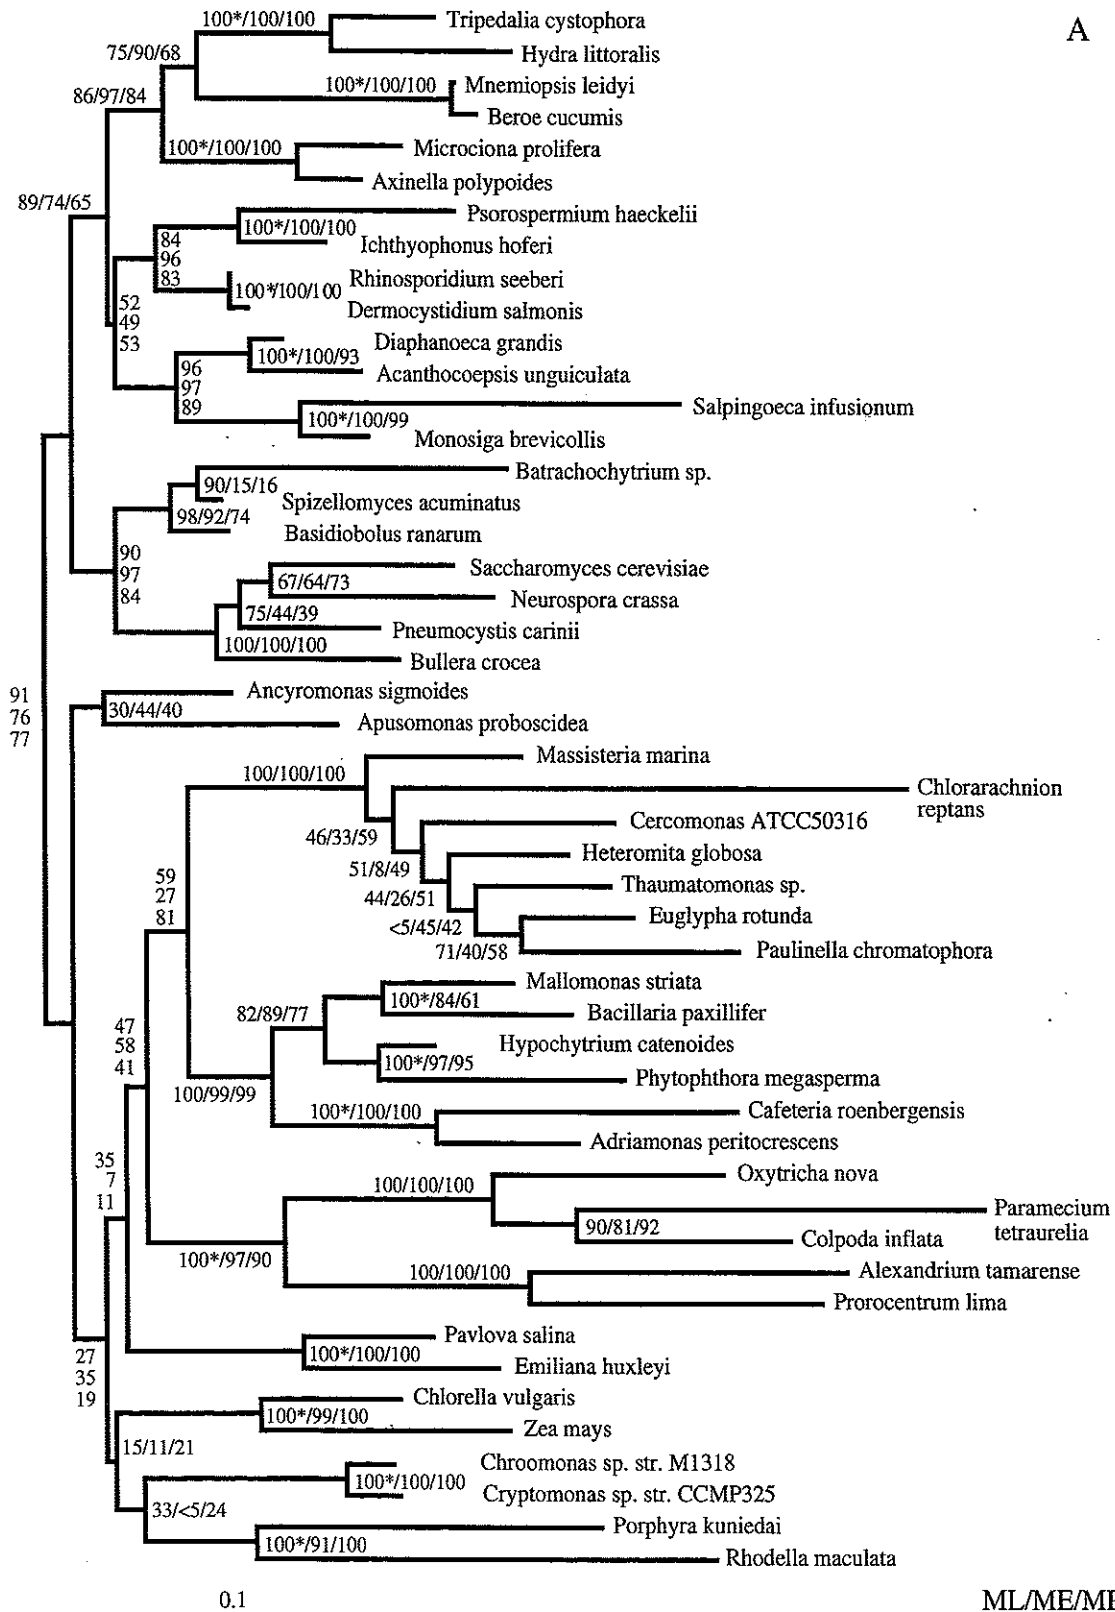 100*/100/100
Tripedalia cystophora
A
Hydra littoralis
75/90/68
100*/100/100
Mnemiopsis leidyi
Beroe cucumis
86/97/84
100*/100/100
Microciona prolifera
Axinella polypoides
89/74/65
Psorospermium haeckelii
100*/100/100
Ichthyophonus hoferi
84
96
83
Rhinosporidium seeberi
100*/100/100
Dermocystidium salmonis
52
49
53
Diaphanoeca grandis
100*/100/93
Acanthocoepsis unguiculata
96
97
89
Salpingoeca infusionum
100*/100/99
Monosiga brevicollis
Batrachochytrium sp.
90/15/16
Spizellomyces acuminatus
98/92/74
Basidiobolus ranarum
90
97
84
Saccharomyces cerevisiae
67/64/73
Neurospora crassa
75/44/39
Pneumocystis carinii
100/100/100
Bullera crocea
91
76
77
Ancyromonas sigmoides
30/44/40
Apusomonas proboscidea
Massisteria marina
100/100/100
Chlorarachnion
reptans
46/33/59
Cercomonas ATCC50316
51/8/49
Heteromita globosa
44/26/51
Thaumatomonas sp.
<5/45/42
Euglypha rotunda
71/40/58
Paulinella chromatophora
59
27
81
Mallomonas striata
100*/84/61
Bacillaria paxillifer
82/89/77
Hypochytrium catenoides
100*/97/95
Phytophthora megasperma
47
58
41
100/99/99
100*/100/100
Cafeteria roenbergensis
Adriamonas peritocrescens
35
7
11
Oxytricha nova
100/100/100
Paramecium
tetraurelia
90/81/92
Colpoda inflata
100*/97/90
100/100/100
Alexandrium tamarense
Prorocentrum lima
Pavlova salina
100*/100/100
Emiliana huxleyi
27
35
19
Chlorella vulgaris
100*/99/100
Zea mays
15/11/21
Chroomonas sp. str. M1318
100*/100/100
Cryptomonas sp. str. CCMP325
33/<5/24
Porphyra kuniedai
100*/91/100
Rhodella maculata
0.1
ML/ME/MP